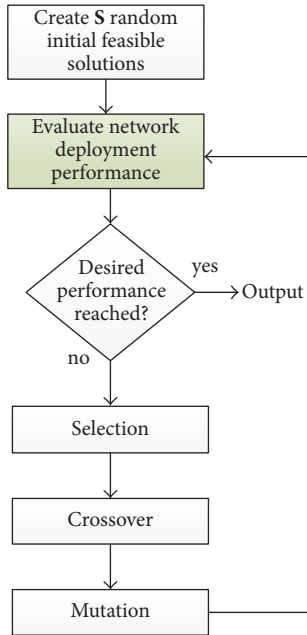 Create S random
initial feasible
solutions
Evaluate network
deployment
performance
Desired
performance
reached?
yes
Output
no
Selection
Crossover
Mutation